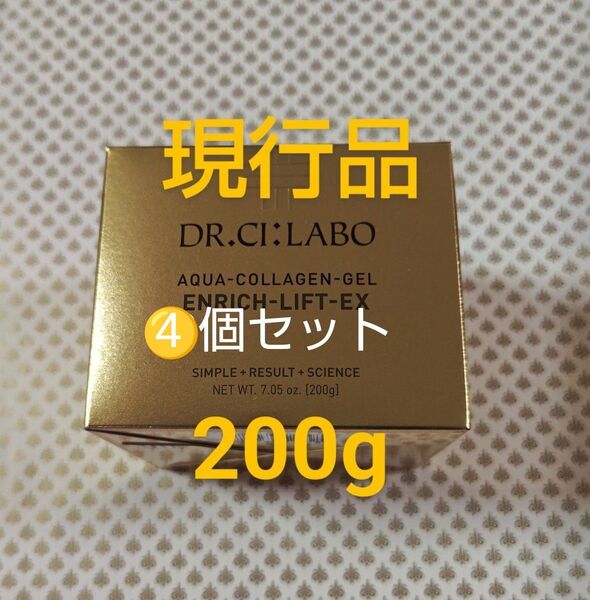 現行品
DR.CI:LABO
AQUA-COLLAGEN-GEL
ENRICH-LIFT-EX
④個セット
SIMPLE+RESULT+SCIENCE
NET WT. 7.05 oz. [200g]
200g